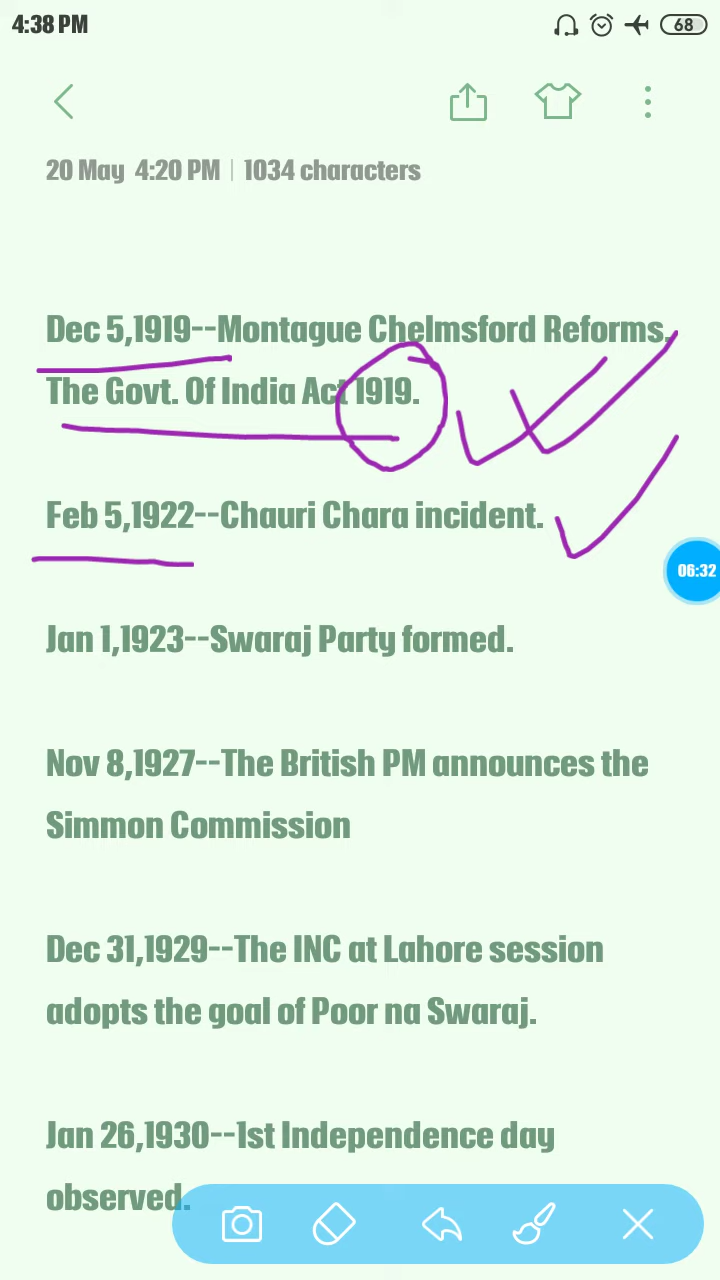 4:38 PM
68
20 May 4:20 PM | 1034 characters
Dec 5,1919--Montague Chelmsford Reforms,
The Govt. Of India Act 1919.
Feb 5,1922--Chauri Chara incident.
06:32
Jan 1,1923--Swaraj Party formed.
Nov 8,1927--The British PM announces the
Simmon Commission
Dec 31,1929--The INC at Lahore session
adopts the goal of Poor na Swaraj.
Jan 26,1930--1st Independence day
observed.